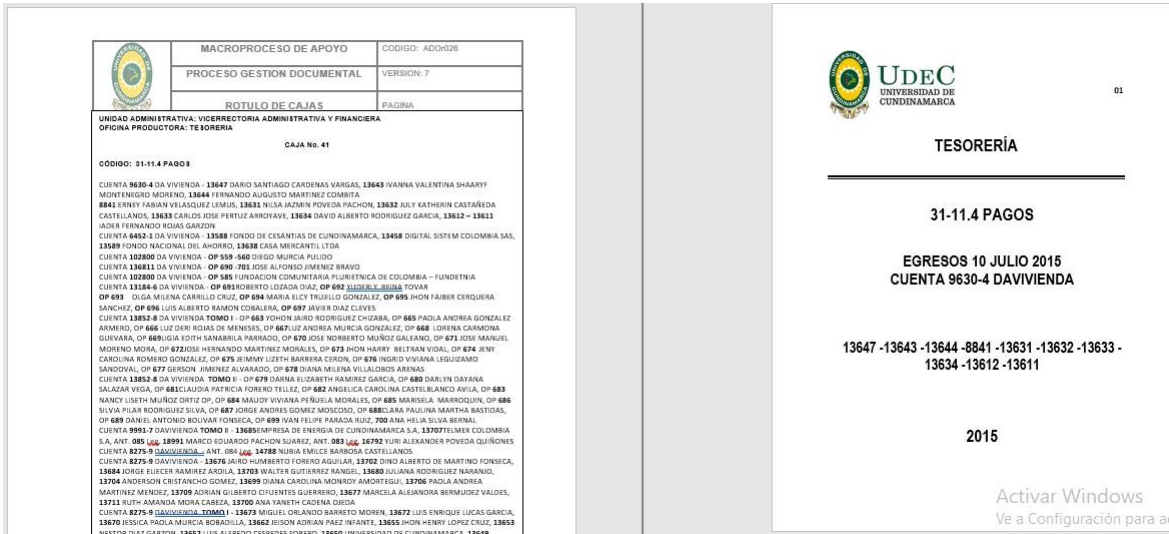 MACROPROCESO DE APOYO
CODIGO: ADOr026
PROCESO GESTION DOCUMENTAL
VERSION: 7
ROTULO DE CAJAS
PAGINA
UNIDAD ADMINISTRATIVA: VICERRECTORIA ADMINISTRATIVA Y FINANCIERA
OFICINA PRODUCTORA: TESORERIA
CAJA No. 41
CÓDIGO: 31-11.4 PAGOS
CUENTA 9630-4 DA VIVIENDA - 13647 DARIO SANTIAGO CARDENAS VARGAS, 13643 IVANNA VALENTINA SHAARYF
MONTENEGRO MORENO, 13644 FERNANDO AUGUSTO MARTINEZ COMBITA
8841 ERNEY FABIAN VELASQUEZ LEMUS, 13631 NILSA JAZMIN POVEDA PACHON, 13632 JULY KATHERIN CASTAÑEDA
CASTELLANOS, 13633 CARLOS JOSE PERTUZ ARROYAVE, 13634 DAVID ALBERTO RODRIGUEZ GARCIA, 13612 – 13611
IADER FERNANDO ROJAS GARZON
CUENTA 6452-1 DA VIVIENDA - 13588 FONDO DE CESANTIAS DE CUNDINAMARCA, 13458 DIGITAL SISTEM COLOMBIA SAS,
13589 FONDO NACIONAL DEL AHORRO, 13638 CASA MERCANTIL LTDA
CUENTA 102800 DA VIVIENDA - OP 559 -560 DIEGO MURCIA PULIDO
CUENTA 136811 DA VIVIENDA - OP 690 -701 JOSE ALFONSO JIMENEZ BRAVO
CUENTA 102800 DA VIVIENDA - OP 585 FUNDACION COMUNITARIA PLURIETNICA DE COLOMBIA – FUNDETNIA
CUENTA 13184-6 DA VIVIENDA - OP 691ROBERTO LOZADA DIAZ, OP 692 YUDERLY REINA TOVAR
OP 693 OLGA MILENA CARRILLO CRUZ, OP 694 MARIA ELCY TRUJILLO GONZALEZ, OP 695 JHON FAIBER CERQUERA
SANCHEZ, OP 696 LUIS ALBERTO RAMON COBALERA, OP 697 JAVIER DIAZ CLEVES
CUENTA 13852-8 DA VIVIENDA TOMO I - OP 663 YOHON JAIRO RODRIGUEZ CHIZABA, OP 665 PAOLA ANDREA GONZALEZ
ARMERO, OP 666 LUZ DERI ROJAS DE MENESES, OP 667LUZ ANDREA MURCIA GONZALEZ, OP 668 LORENA CARMONA
GUEVARA, OP 669LIGIA EDITH SANABRILA PARRADO, OP 670 JOSE NORBERTO MUÑOZ GALEANO, OP 671 JOSE MANUEL
MORENO MORA, OP 672JOSE HERNANDO MARTINEZ MORALES, OP 673 JHON HARRY BELTRAN VIDAL, OP 674 JENY
CAROLINA ROMERO GONZALEZ, OP 675 JEIMMY LIZETH BARRERA CERON, OP 676 INGRID VIVIANA LEGUIZAMO
SANDOVAL, OP 677 GERSON JIMENEZ ALVARADO, OP 678 DIANA MILENA VILLALOBOS ARENAS
CUENTA 13852-8 DA VIVIENDA TOMO II - OP 679 DARNA ELIZABETH RAMIREZ GARCIA, OP 680 DARLYN DAYANA
SALAZAR VEGA, OP 681CLAUDIA PATRICIA FORERO TELLEZ, OP 682 ANGELICA CAROLINA CASTELBLANCO AVILA, OP 683
NANCY LISETH MUÑOZ ORTIZ OP, OP 684 MAUDY VIVIANA PEÑUELA MORALES, OP 685 MARISELA MARROQUIN, OP 686
SILVIA PILAR RODRIGUEZ SILVA, OP 687 JORGE ANDRES GOMEZ MOSCOSO, OP 688CLARA PAULINA MARTHA BASTIDAS,
OP 689 DANIEL ANTONIO BOLIVAR FONSECA, OP 699 IVAN FELIPE PARADA RUIZ, 700 ANA HELIA SILVA BERNAL
CUENTA 9991-7 DAVIVIENDA TOMO II - 13685EMPRESA DE ENERGIA DE CUNDINAMARCA S.A, 13707TELMEX COLOMBIA
S.A, ANT. 085 Leg. 18991 MARCO EDUARDO PACHON SUAREZ, ANT. 083 Leg. 16792 YURI ALEXANDER POVEDA QUIÑONES
CUENTA 8275-9 DAVIVIENDA - ANT. 084 Leg. 14788 NUBIA EMILCE BARBOSA CASTELLANOS
CUENTA 8275-9 DAVIVIENDA - 13676 JAIRO HUMBERTO FORERO AGUILAR, 13702 DINO ALBERTO DE MARTINO FONSECA,
13684 JORGE ELIECER RAMIREZ ARDILA, 13703 WALTER GUTIERREZ RANGEL, 13680 JULIANA RODRIGUEZ NARANJO,
13704 ANDERSON CRISTANCHO GOMEZ, 13699 DIANA CAROLINA MONROY AMORTEGUI, 13706 PAOLA ANDREA
MARTINEZ MENDEZ, 13709 ADRIAN GILBERTO CIFUENTES GUERRERO, 13677 MARCELA ALEJANDRA BERMUDEZ VALDES,
13711 RUTH AMANDA MORA CABEZA, 13700 ANA YANETH CADENA OJEDA
CUENTA 8275-9 DAVIVIENDA TOMO I - 13673 MIGUEL ORLANDO BARRETO MOREN, 13672 LUIS ENRIQUE LUCAS GARCIA,
13670 JESSICA PAOLA MURCIA BOBADILLA, 13662 JEISON ADRIAN PAEZ INFANTE, 13655 JHON HENRY LOPEZ CRUZ, 13653
UDEC
UNIVERSIDAD DE
CUNDINAMARCA
01
TESORERÍA
31-11.4 PAGOS
EGRESOS 10 JULIO 2015
CUENTA 9630-4 DAVIVIENDA
13647 -13643 -13644 -8841 -13631 -13632 -13633 -
13634 -13612 -13611
2015
Activar Windows
Ve a Configuración para